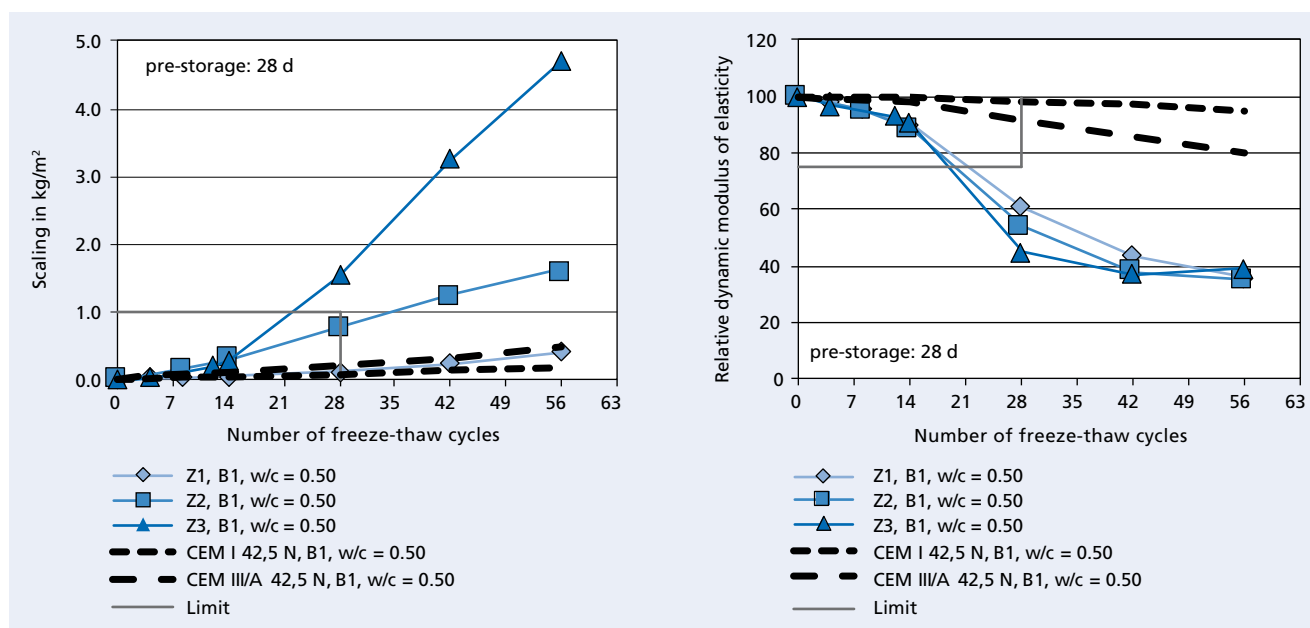 5.0
4.0
3.0
2.0
1.0
0.0
Scaling in kg/m²
pre-storage: 28 d
0 7 14 21 28 35 42 49 56 63
Number of freeze-thaw cycles
Z1, B1, w/c = 0.50
Z2, B1, w/c = 0.50
Z3, B1, w/c = 0.50
CEM I 42,5 N, B1, w/c = 0.50
CEM III/A 42,5 N, B1, w/c = 0.50
Limit
120
100
80
60
40
20
0
Relative dynamic modulus of elasticity
pre-storage: 28 d
0 7 14 21 28 35 42 49 56 63
Number of freeze-thaw cycles
Z1, B1, w/c = 0.50
Z2, B1, w/c = 0.50
Z3, B1, w/c = 0.50
CEM I 42,5 N, B1, w/c = 0.50
CEM III/A 42,5 N, B1, w/c = 0.50
Limit